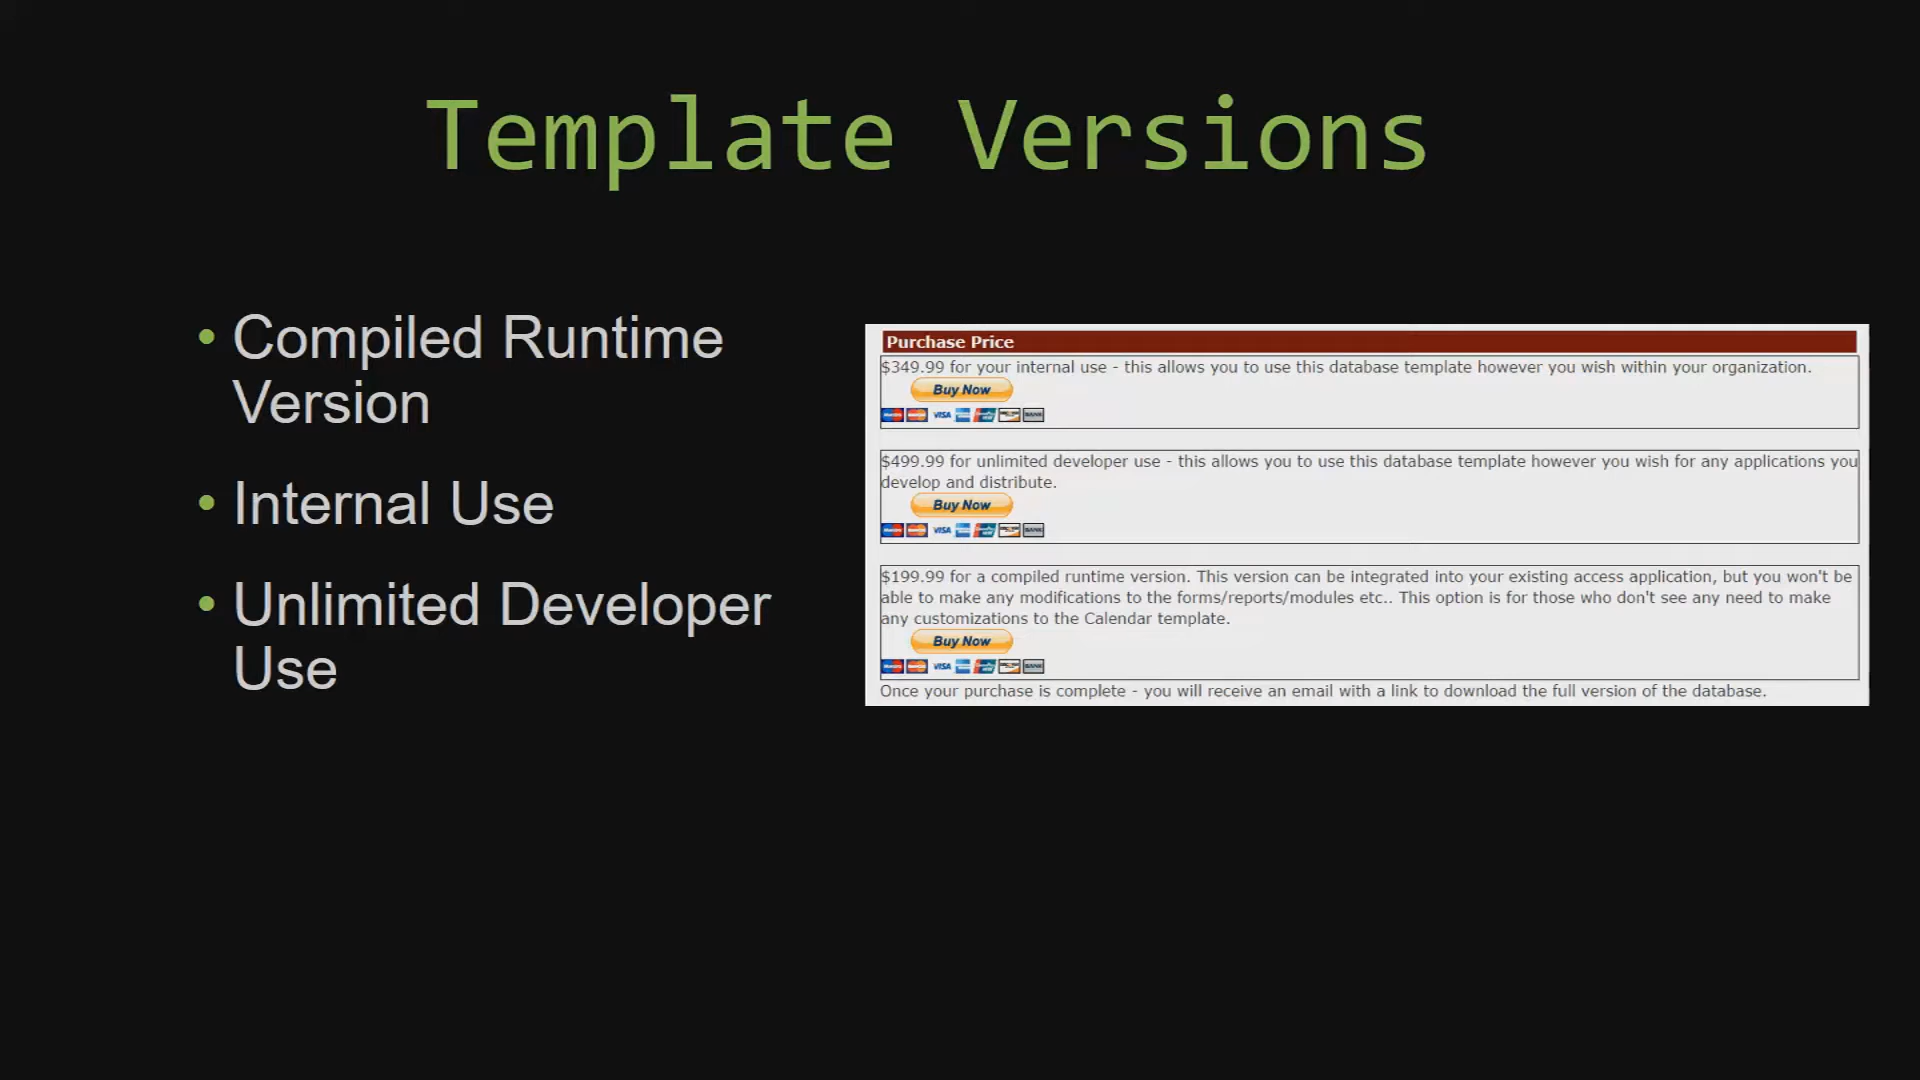 Template Versions
• Compiled Runtime
Version
• Internal Use
• Unlimited Developer
Use
Purchase Price
$349.99 for your internal use - this allows you to use this database template however you wish within your organization.
Buy Now
VISA
$499.99 for unlimited developer use - this allows you to use this database template however you wish for any applications you
develop and distribute.
Buy Now
VISA
$199.99 for a compiled runtime version. This version can be integrated into your existing access application, but you won't be
able to make any modifications to the forms/reports/modules etc.. This option is for those who don't see any need to make
any customizations to the Calendar template.
Buy Now
VISA
Once your purchase is complete - you will receive an email with a link to download the full version of the database.